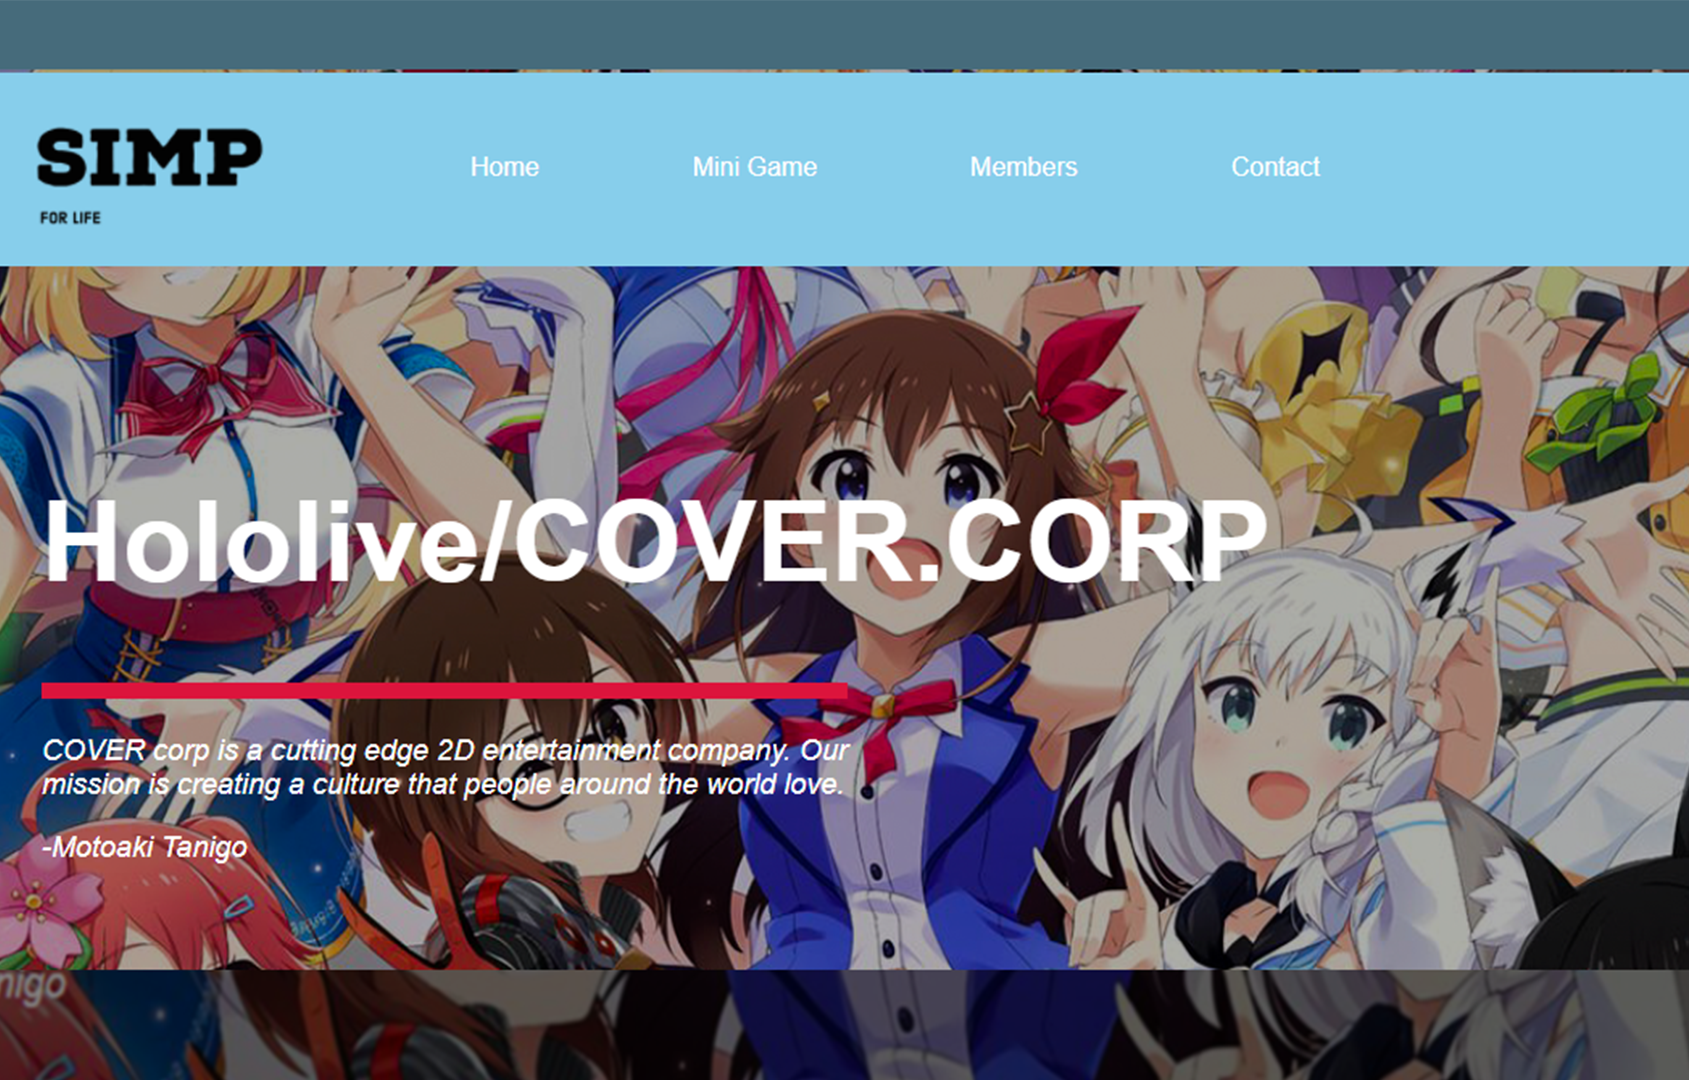 SIMP
FOR LIFE
Home Mini Game Members Contact
Hololive/COVER.CORP
COVER corp is a cutting edge 2D entertainment company. Our
mission is creating a culture that people around the world love.
-Motoaki Tanigo
nigo